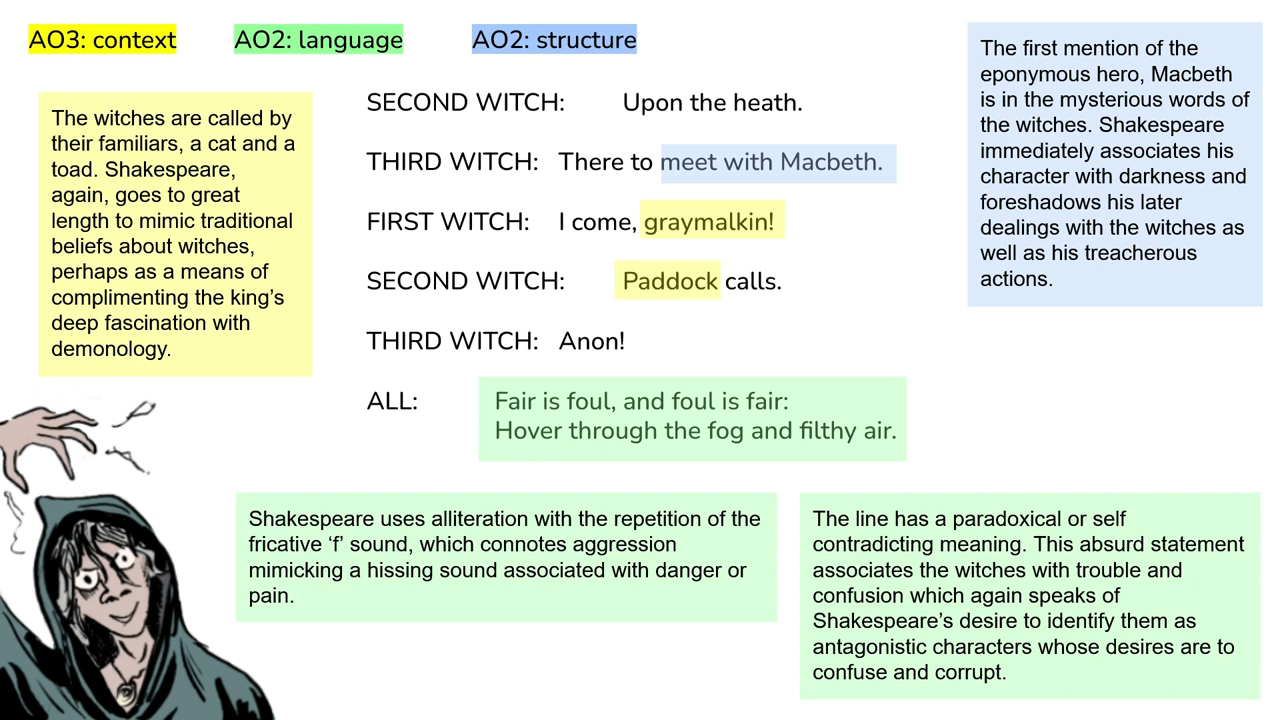 AO3: context
AO2: language
AO2: structure
The witches are called by
their familiars, a cat and a
toad. Shakespeare,
again, goes to great
length to mimic traditional
beliefs about witches,
perhaps as a means of
complimenting the king’s
deep fascination with
demonology.
SECOND WITCH: Upon the heath.
THIRD WITCH: There to meet with Macbeth.
FIRST WITCH: I come, graymalkin!
SECOND WITCH: Paddock calls.
THIRD WITCH: Anon!
ALL: Fair is foul, and foul is fair:
Hover through the fog and filthy air.
The first mention of the
eponymous hero, Macbeth
is in the mysterious words of
the witches. Shakespeare
immediately associates his
character with darkness and
foreshadows his later
dealings with the witches as
well as his treacherous
actions.
Shakespeare uses alliteration with the repetition of the
fricative ‘f’ sound, which connotes aggression
mimicking a hissing sound associated with danger or
pain.
The line has a paradoxical or self
contradicting meaning. This absurd statement
associates the witches with trouble and
confusion which again speaks of
Shakespeare’s desire to identify them as
antagonistic characters whose desires are to
confuse and corrupt.